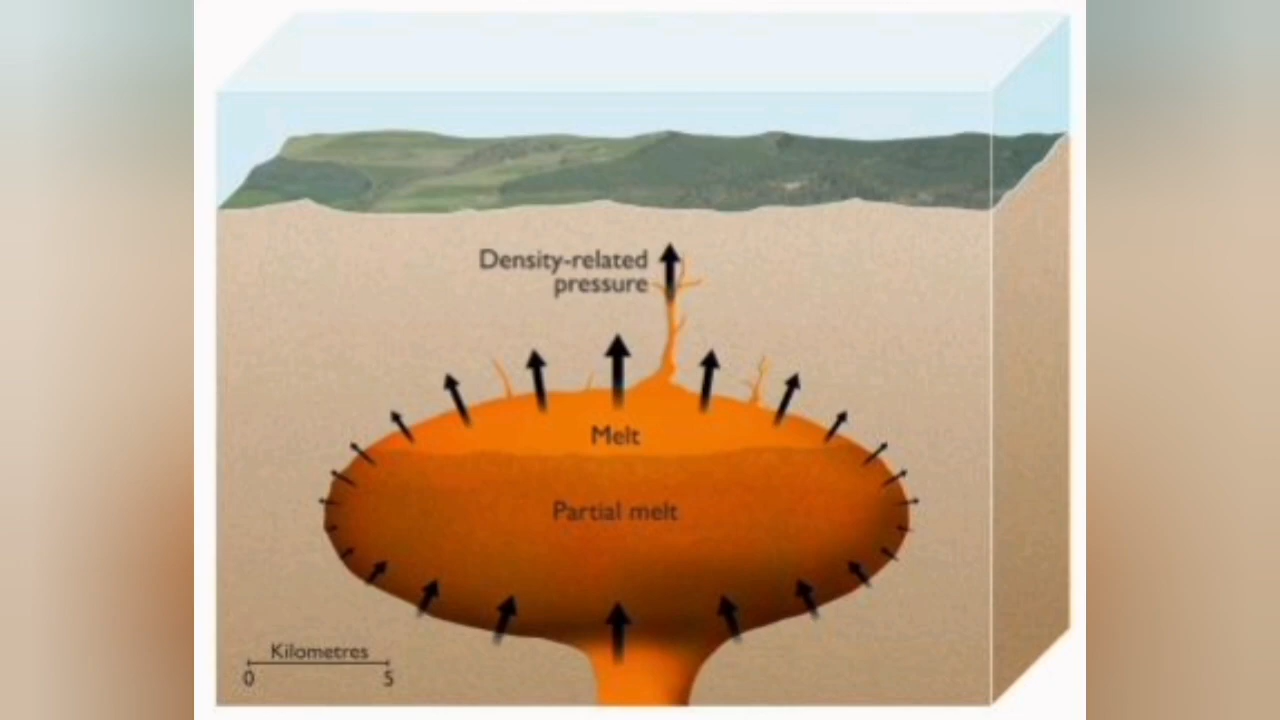 Density-related
pressure
Melt
Partial melt
Kilometres
0 5